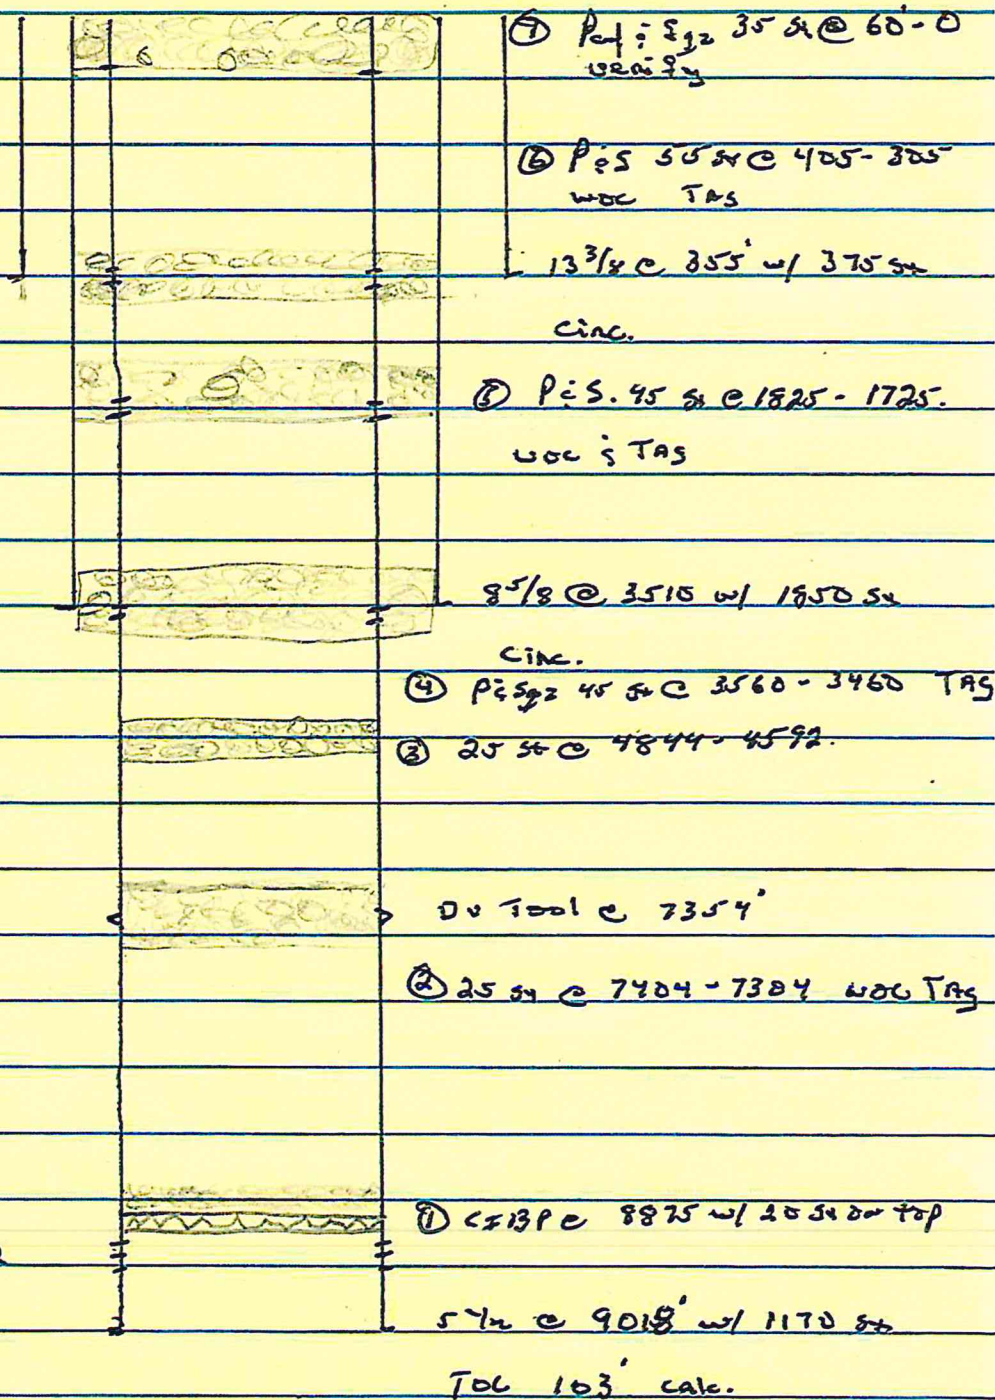 ⑦ Perf & Sqz 35 sx @ 60'-0
verify
⑥ P & S 55 sx @ 405-305
WOC TAG
13 3/8 @ 355' w/ 375 sx
circ.
⑤ P & S. 45 sx @ 1825-1725.
WOC & TAG
8 5/8 @ 3510 w/ 1850 sx
circ.
④ P & Sqz 45 sx @ 3560-3460 TAG
③ 25 sx @ 4844-4592.
DV Tool @ 7354'
② 25 sx @ 7404-7304 WOC TAG
① CIBP @ 8875 w/ 20 sx on top
5 1/2 @ 9018' w/ 1170 sx
TOC 103' calc.